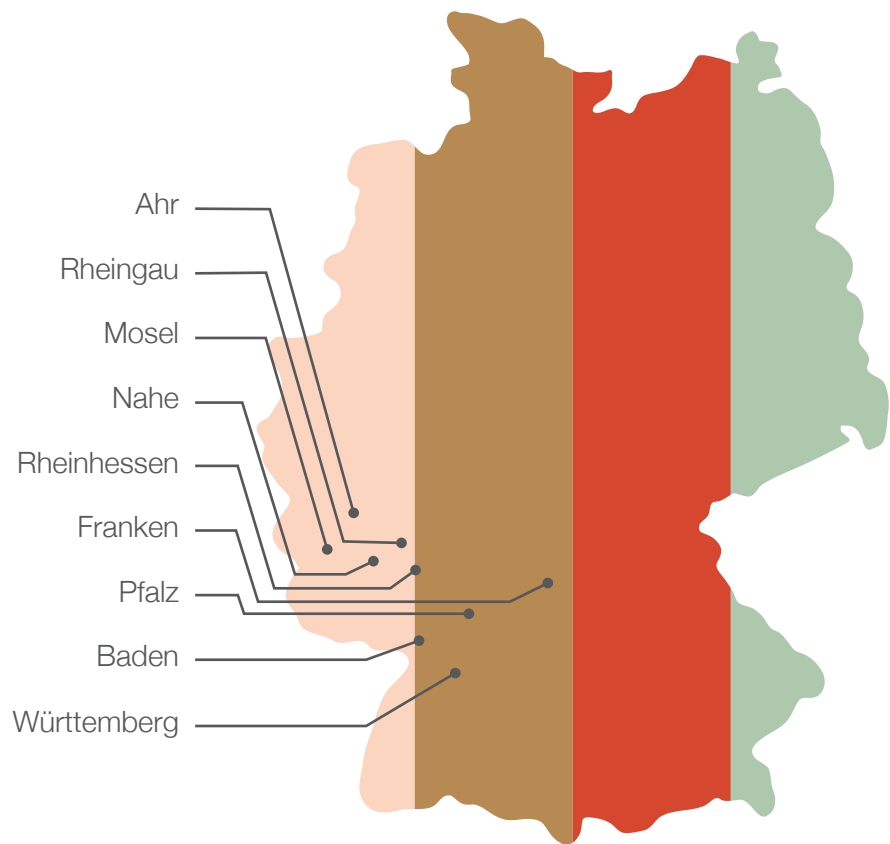 Ahr
Rheingau
Mosel
Nahe
Rheinhessen
Franken
Pfalz
Baden
Württemberg